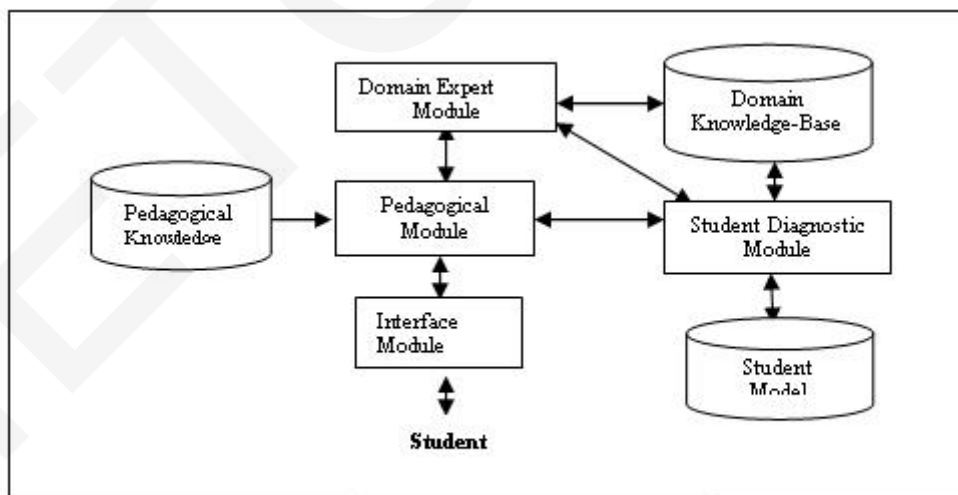 Domain Expert
Module
Domain
Knowledge-Base
Pedagogical
Knowledge
Pedagogical
Module
Student Diagnostic
Module
Interface
Module
Student
Model
Student